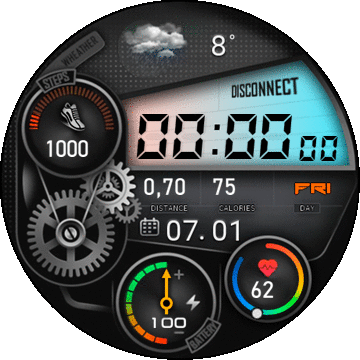 WHEATHER
8°
STEPS
DISCONNECT
1000
00:00 00
0,70 75 FRI
DISTANCE CALORIES DAY
07.01
62
+
100
-
BATTERY